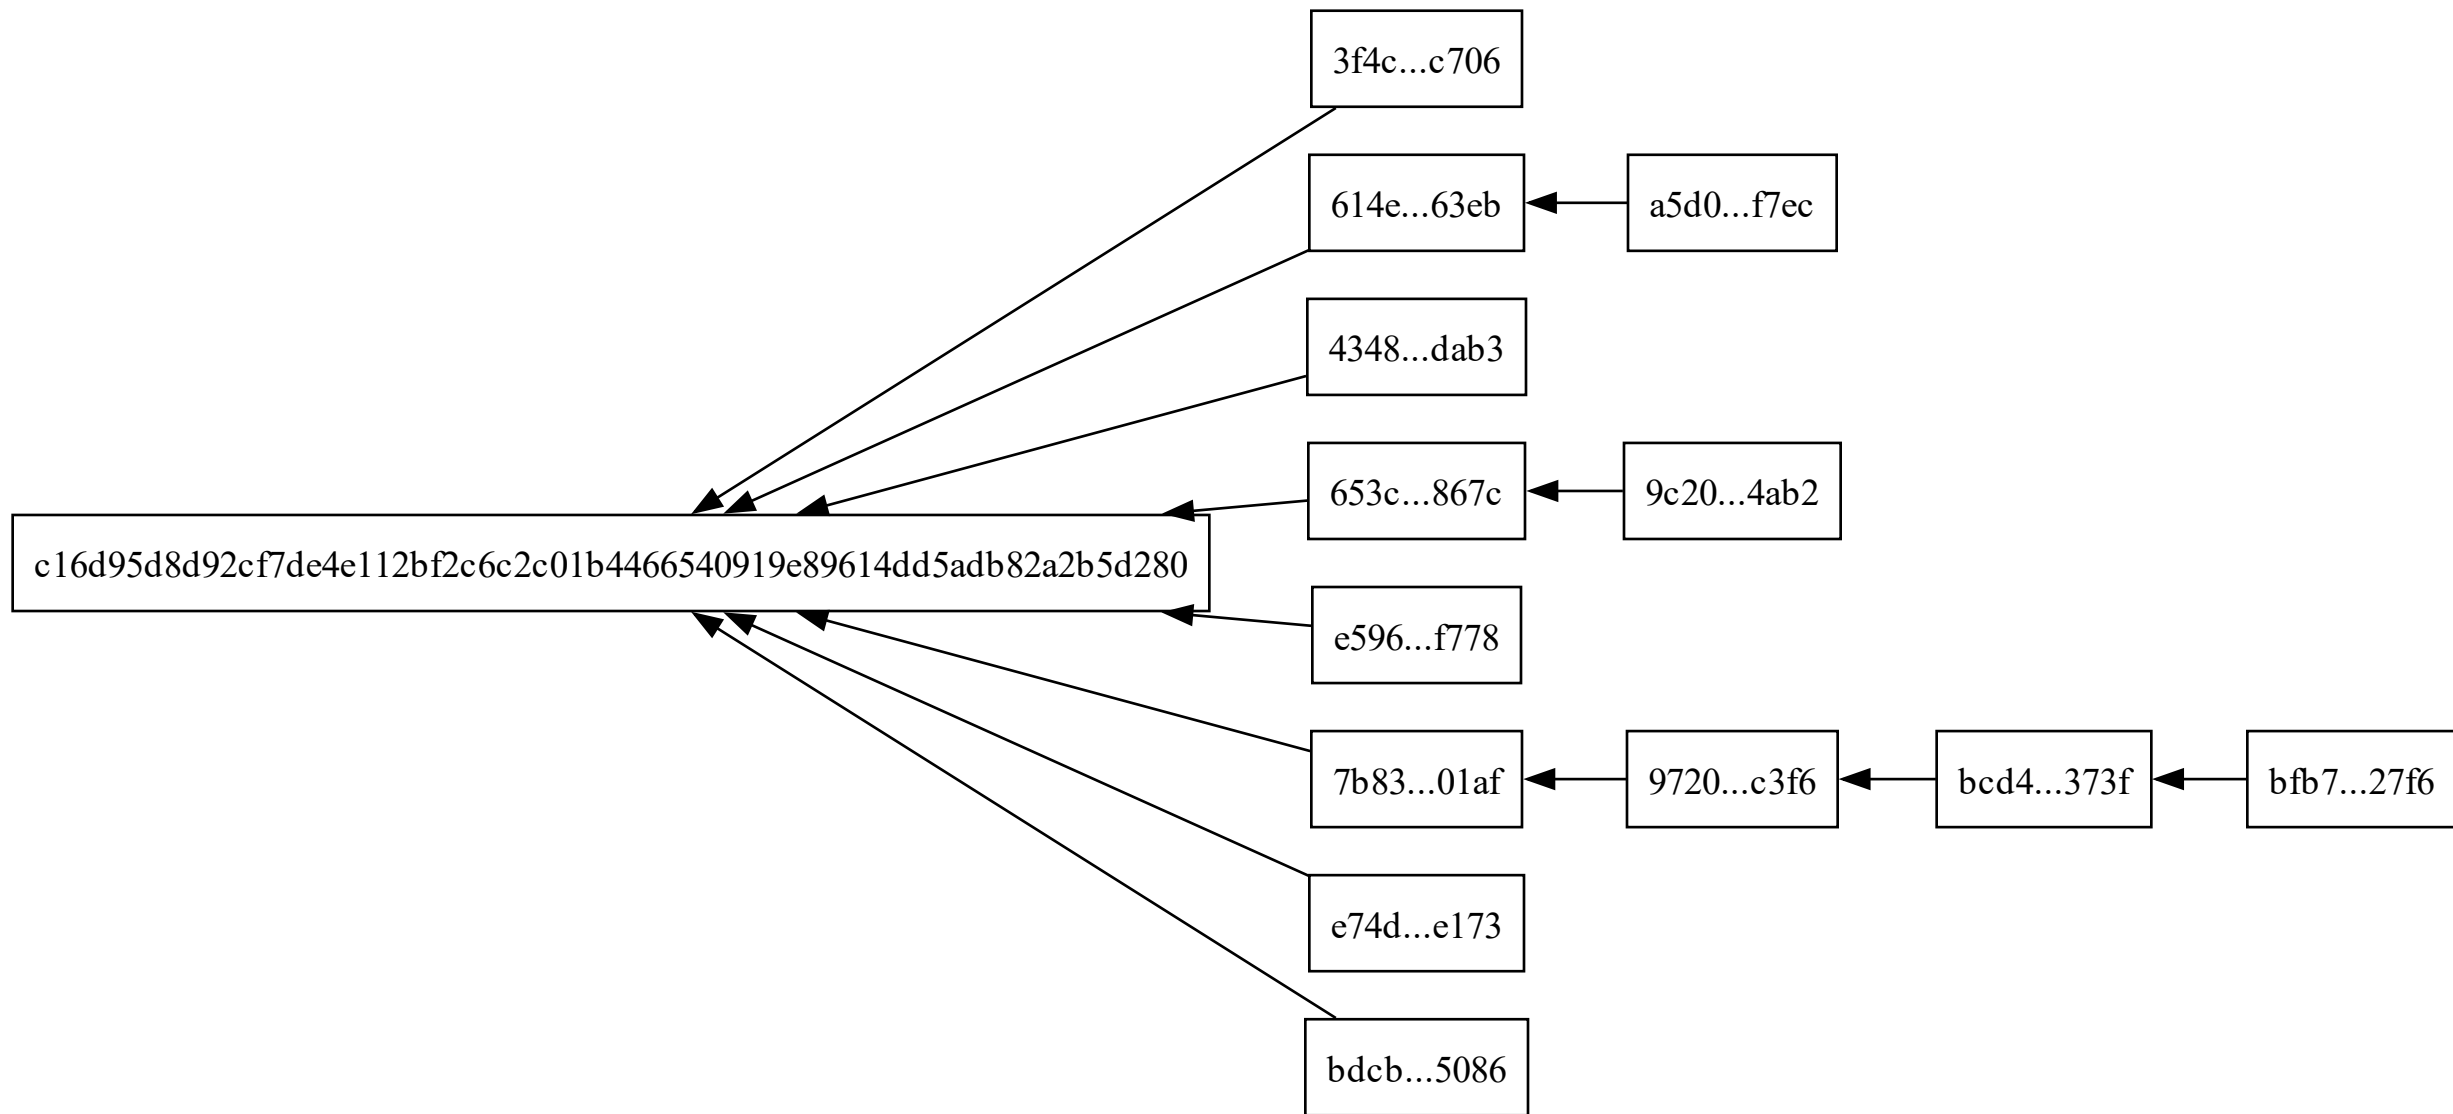 3f4c...c706
614e...63eb
a5d0...f7ec
4348...dab3
653c...867c
9c20...4ab2
c16d95d8d92cf7de4e112bf2c6c2c01b4466540919e89614dd5adb82a2b5d280
e596...f778
7b83...01af
9720...c3f6
bcd4...373f
bfb7...27f6
e74d...e173
bdcb...5086